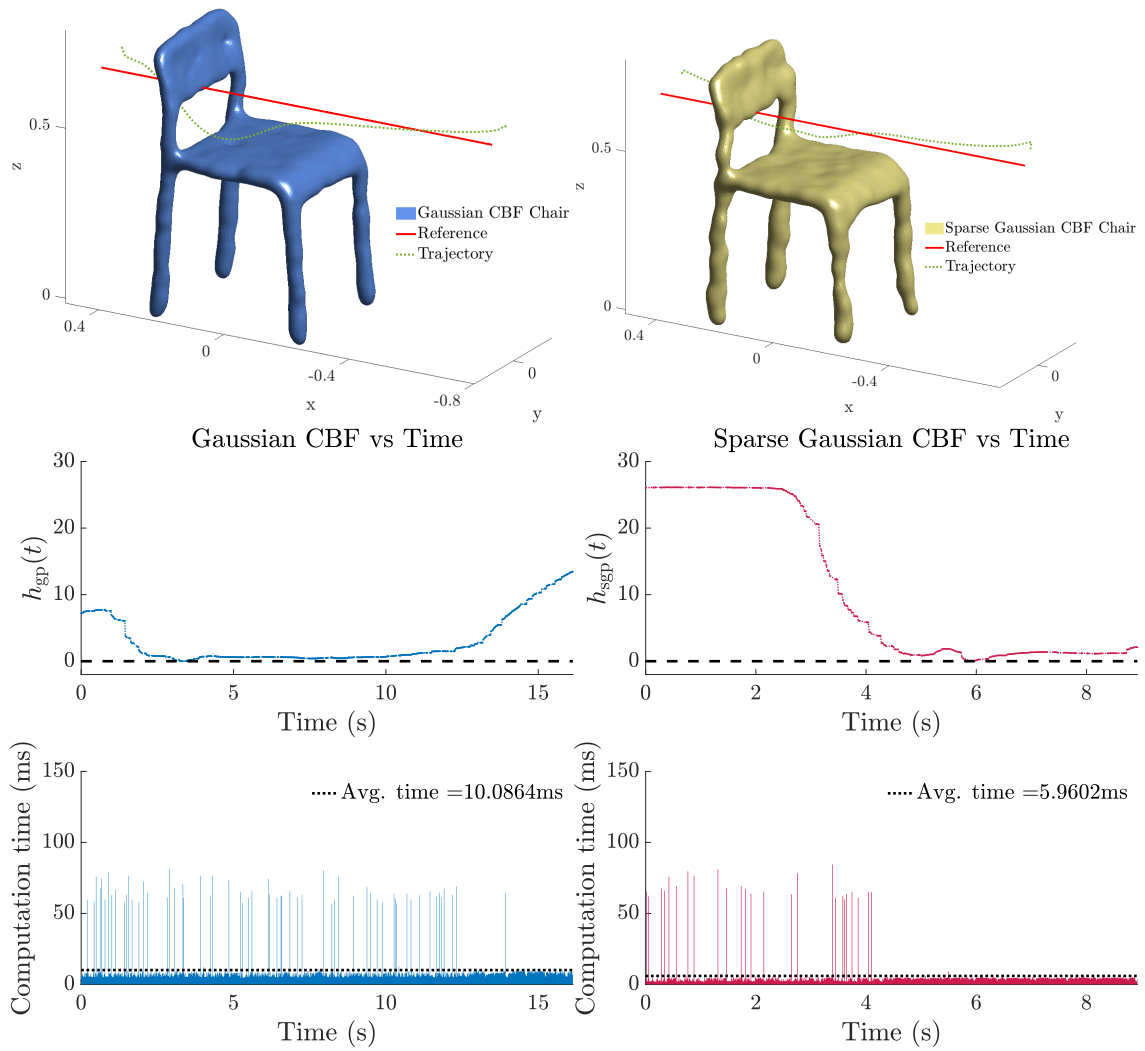 z
0.5
0
0.4
0
-0.4
-0.8
x
0
y
Gaussian CBF Chair
Reference
Trajectory
z
0.5
0
0.4
0
-0.4
x
0
y
Sparse Gaussian CBF Chair
Reference
Trajectory
Gaussian CBF vs Time
30
20
10
0
h_gp(t)
0 5 10 15
Time (s)
Sparse Gaussian CBF vs Time
30
20
10
0
h_sgp(t)
0 2 4 6 8
Time (s)
150
100
50
0
Computation time (ms)
Avg. time =10.0864ms
0 5 10 15
Time (s)
150
100
50
0
Computation time (ms)
Avg. time =5.9602ms
0 2 4 6 8
Time (s)